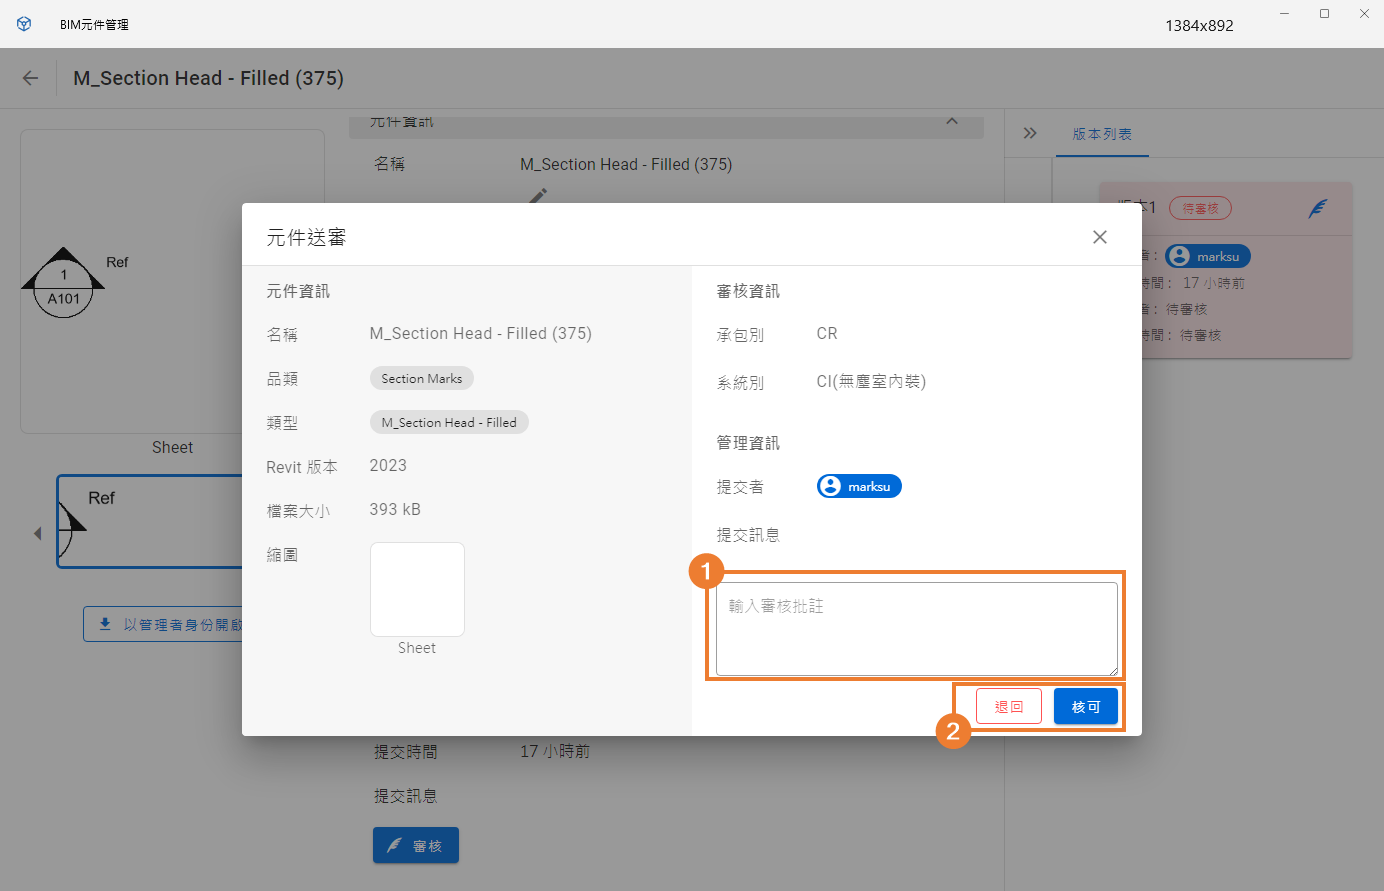 BIM元件管理
1384x892
M_Section Head - Filled (375)
元件資訊
版本列表
名稱
M_Section Head - Filled (375)
版本1
待審核
marksu
時間： 17 小時前
者： 待審核
時間： 待審核
1
Ref
A101
Sheet
Ref
以管理者身份開啟
元件送審
元件資訊
名稱
M_Section Head - Filled (375)
品類
Section Marks
類型
M_Section Head - Filled
Revit 版本
2023
檔案大小
393 kB
縮圖
Sheet
審核資訊
承包別
CR
系統別
CI(無塵室內裝)
管理資訊
提交者
marksu
提交訊息
1
輸入審核批註
2
退回
核可
提交時間
17 小時前
提交訊息
審核